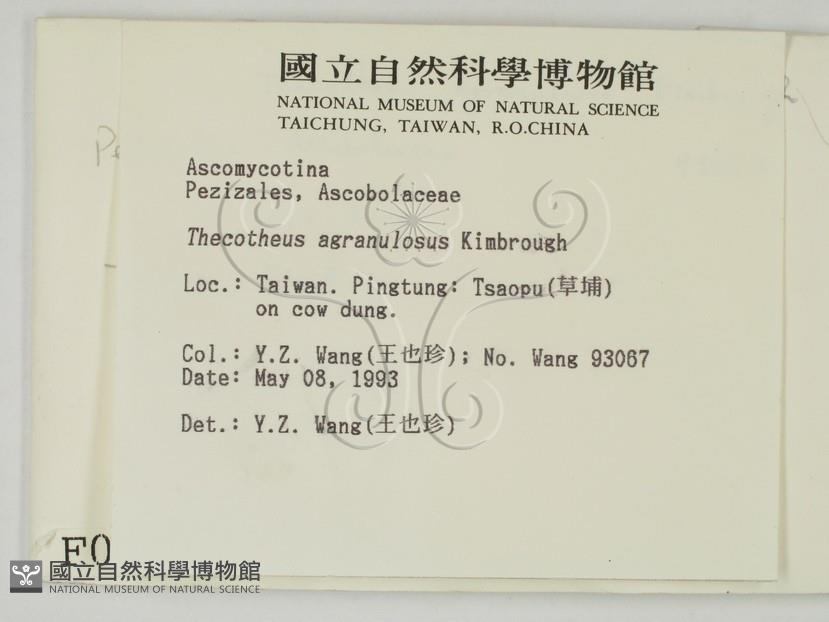 國立自然科學博物館
NATIONAL MUSEUM OF NATURAL SCIENCE
TAICHUNG, TAIWAN, R.O.CHINA
Ascomycotina
Pezizales, Ascobolaceae
Thecotheus agranulosus Kimbrough
Loc.: Taiwan. Pingtung: Tsaopu(草埔)
on cow dung.
Col.: Y.Z. Wang(王也珍); No. Wang 93067
Date: May 08, 1993
Det.: Y.Z. Wang(王也珍)
F0
國立自然科學博物館
NATIONAL MUSEUM OF NATURAL SCIENCE